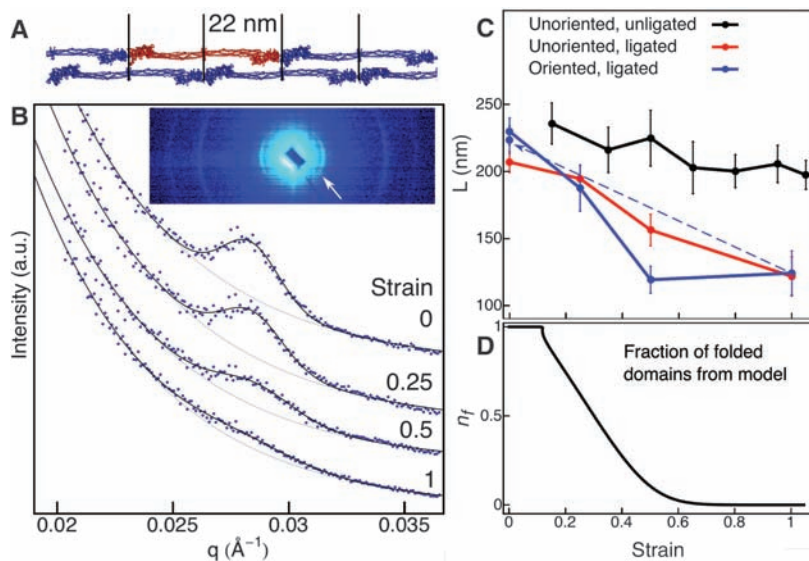 A
22 nm
B
Intensity (a.u.)
Strain
0
0.25
0.5
1
0.02
0.025
0.03
0.035
q (Å⁻¹)
C
Unoriented, unligated
Unoriented, ligated
Oriented, ligated
L (nm)
250
200
150
100
D
Fraction of folded
domains from model
n_f
1
0.5
0
0
0.2
0.4
0.6
0.8
1
Strain